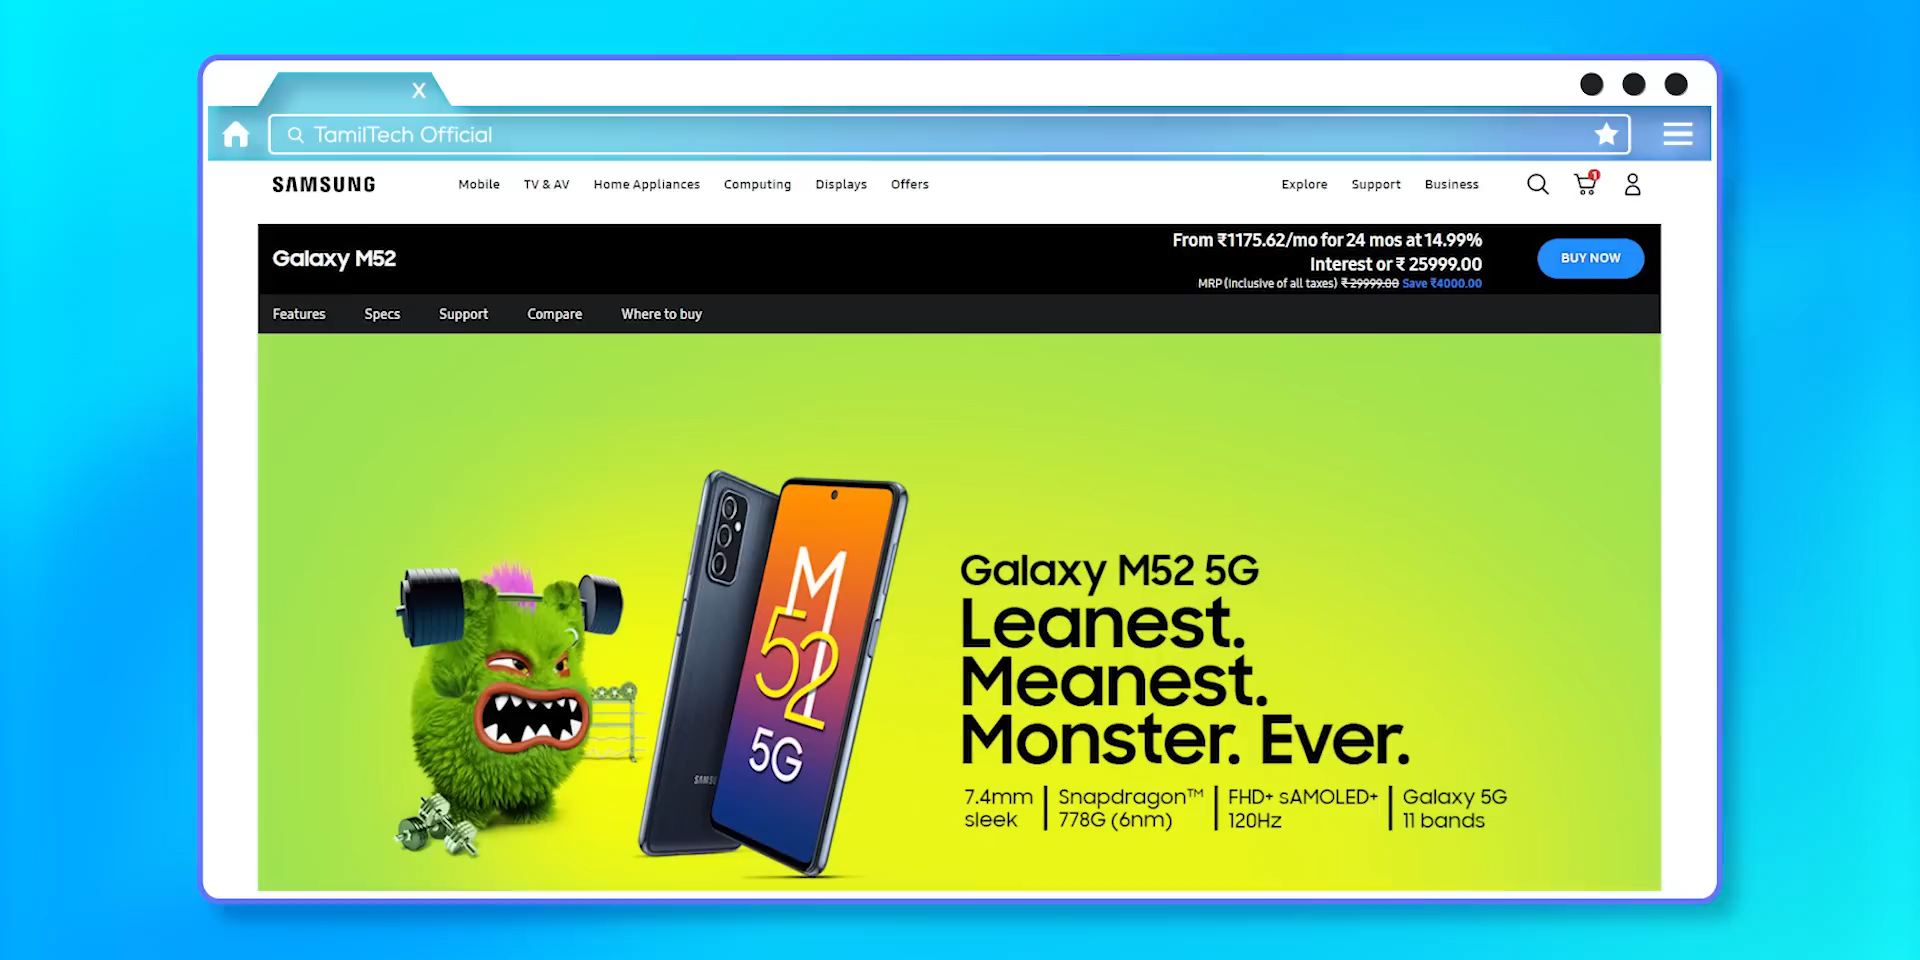 X
TamilTech Official
SAMSUNG Mobile TV & AV Home Appliances Computing Displays Offers Explore Support Business 1
Galaxy M52
From ₹1175.62/mo for 24 mos at 14.99%
Interest or ₹ 25999.00
MRP (Inclusive of all taxes) ₹ 29999.00 Save ₹4000.00
BUY NOW
Features Specs Support Compare Where to buy
M
52
5G
SAMSUNG
Galaxy M52 5G
Leanest.
Meanest.
Monster. Ever.
7.4mm
sleek
Snapdragon™
778G (6nm)
FHD+ sAMOLED+
120Hz
Galaxy 5G
11 bands